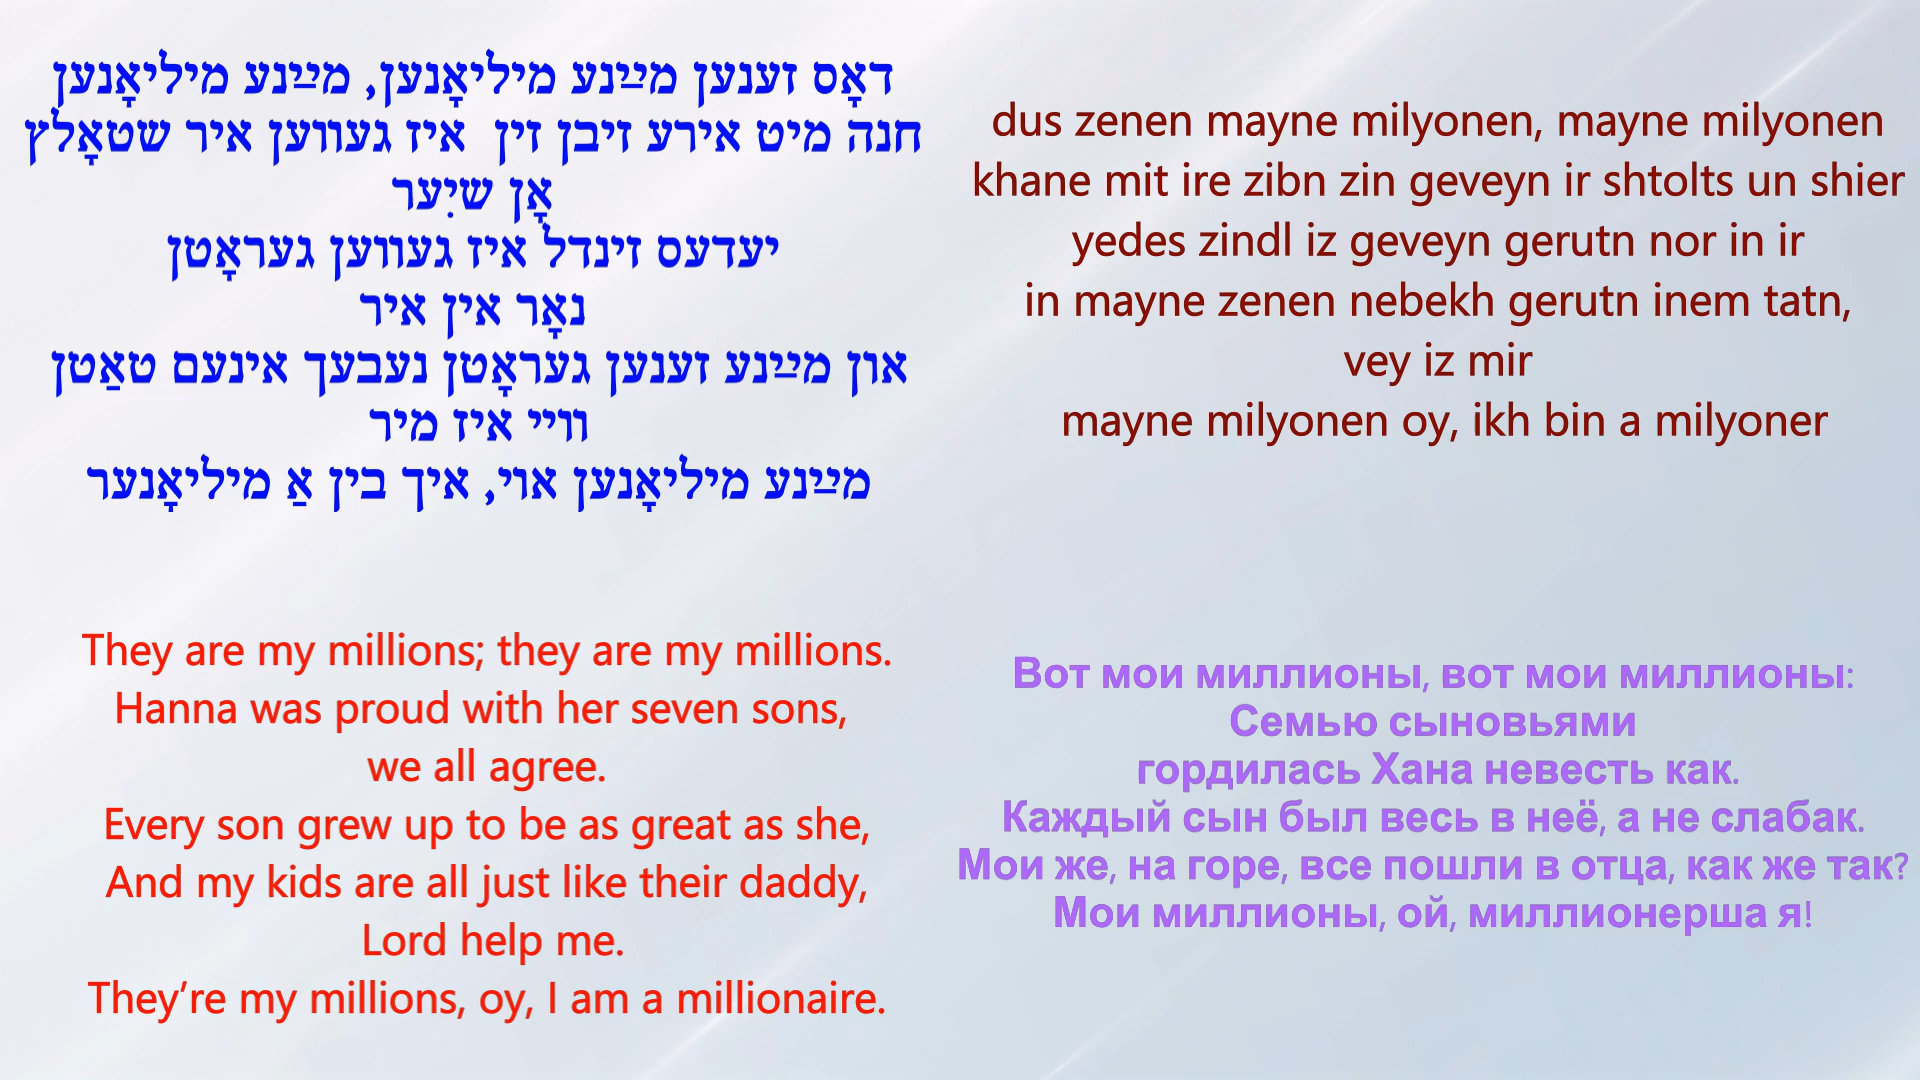 דאָס זענען מײַנע מיליאָנען, מײַנע מיליאָנען
חנה מיט אירע זיבן זין  איז געווען איר שטאָלץ
אָן שיִער
יעדעס זינדל איז געווען געראָטן
נאָר אין איר
און מײַנע זענען געראָטן נעבעך אינעם טאַטן
וויי איז מיר
מײַנע מיליאָנען אוי, איך בין אַ מיליאָנער
dus zenen mayne milyonen, mayne milyonen
khane mit ire zibn zin geveyn ir shtolts un shier
yedes zindl iz geveyn gerutn nor in ir
in mayne zenen nebekh gerutn inem tatn,
vey iz mir
mayne milyonen oy, ikh bin a milyoner
They are my millions; they are my millions.
Hanna was proud with her seven sons,
we all agree.
Every son grew up to be as great as she,
And my kids are all just like their daddy,
Lord help me.
They’re my millions, oy, I am a millionaire.
Вот мои миллионы, вот мои миллионы:
Семью сыновьями
гордилась Хана невесть как.
Каждый сын был весь в неё, а не слабак.
Мои же, на горе, все пошли в отца, как же так?
Мои миллионы, ой, миллионерша я!